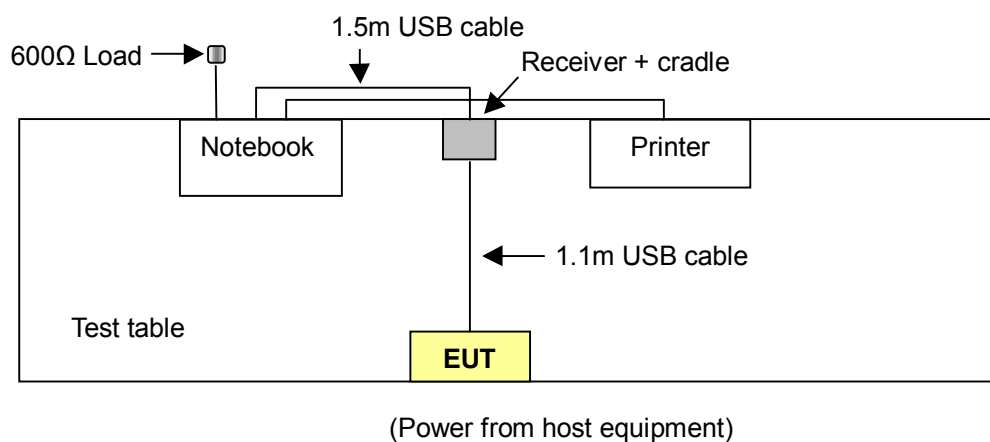 1.5m USB cable
600Ω Load
Receiver + cradle
Notebook
Printer
1.1m USB cable
Test table
EUT
(Power from host equipment)